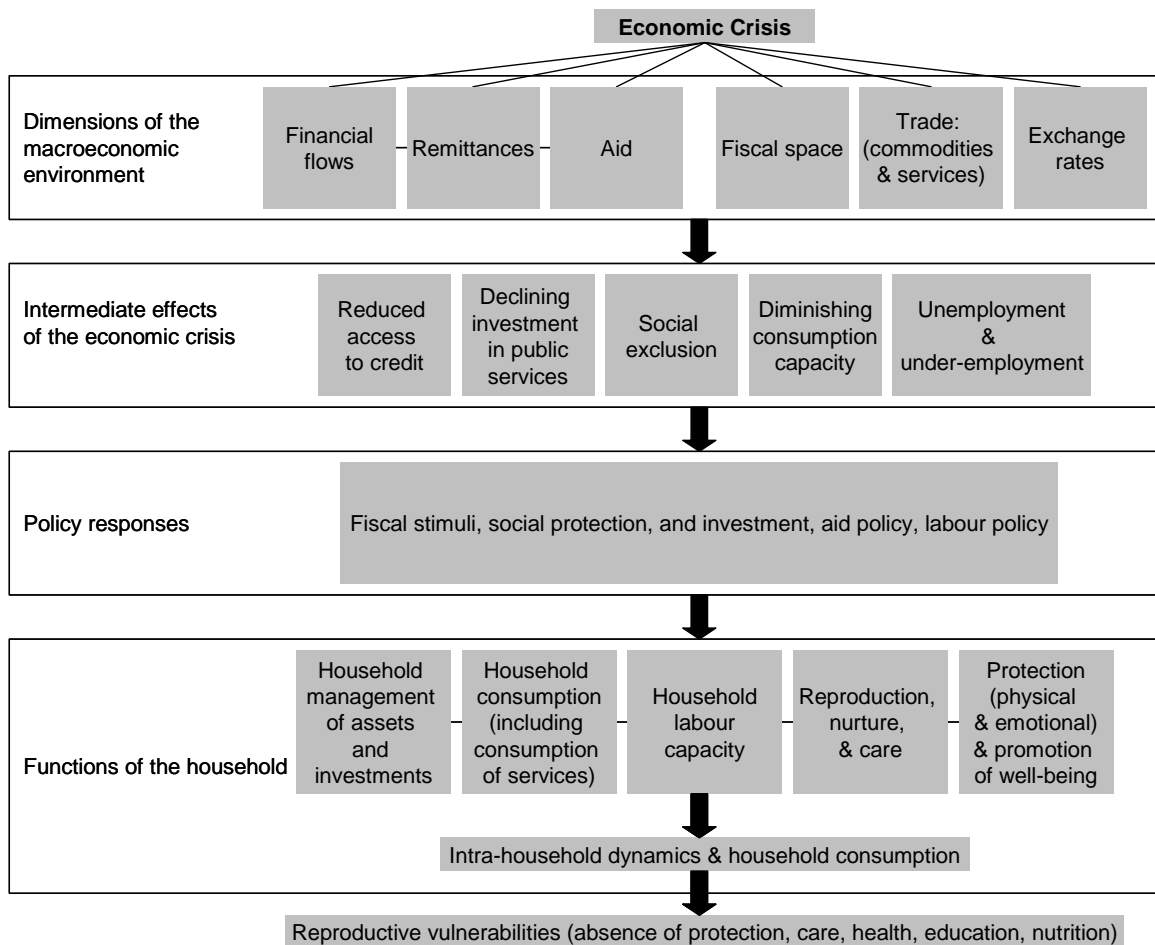 Economic Crisis
Dimensions of the
macroeconomic
environment
Financial
flows
Remittances
Aid
Fiscal space
Trade:
(commodities
& services)
Exchange
rates
Intermediate effects
of the economic crisis
Reduced
access
to credit
Declining
investment
in public
services
Social
exclusion
Diminishing
consumption
capacity
Unemployment
&
under-employment
Policy responses
Fiscal stimuli, social protection, and investment, aid policy, labour policy
Functions of the household
Household
management
of assets
and
investments
Household
consumption
(including
consumption
of services)
Household
labour
capacity
Reproduction,
nurture,
& care
Protection
(physical
& emotional)
& promotion
of well-being
Intra-household dynamics & household consumption
Reproductive vulnerabilities (absence of protection, care, health, education, nutrition)